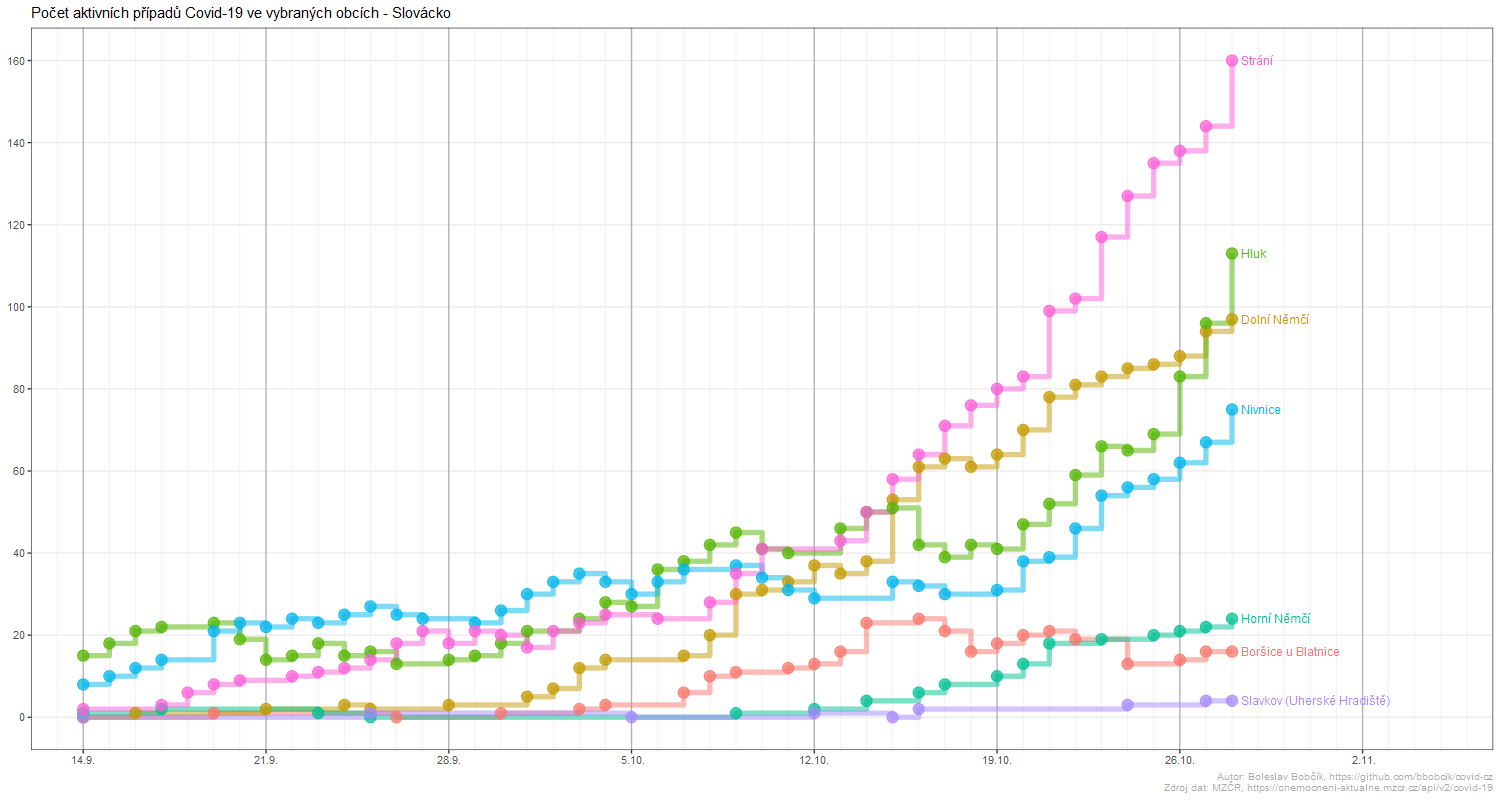 Počet aktivních případů Covid-19 ve vybraných obcích - Slovácko
160
140
120
100
80
60
40
20
0
Strání
Hluk
Dolní Němčí
Nivnice
Horní Němčí
Boršice u Blatnice
Slavkov (Uherské Hradiště)
14.9. 21.9. 28.9. 5.10. 12.10. 19.10. 26.10. 2.11.
Autor: Boleslav Bobčík, https://github.com/bbobcik/covid-cz
Zdroj dat: MZČR, https://onemocneni-aktualne.mzcr.cz/api/v2/covid-19